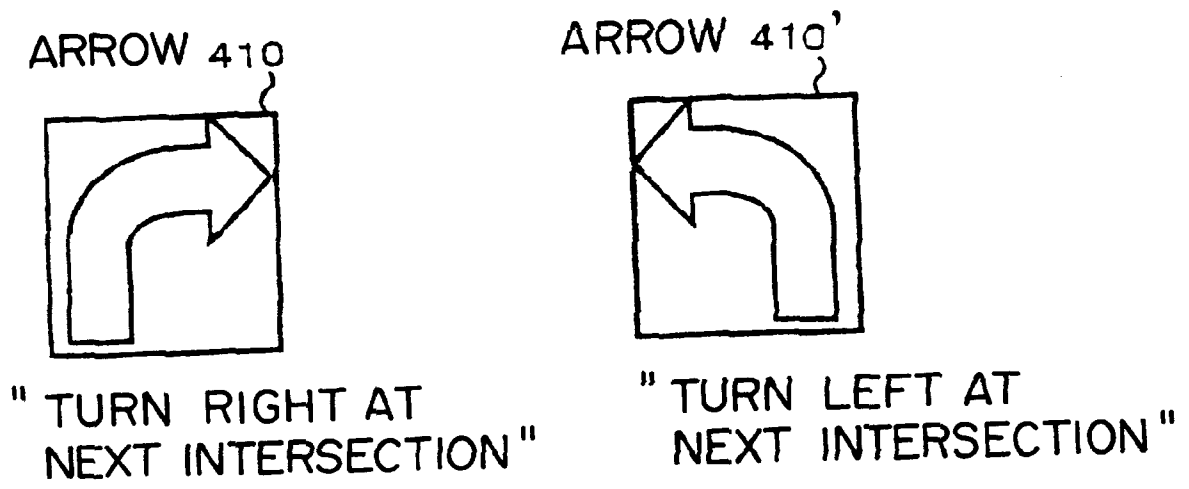 ARROW 410
" TURN RIGHT AT
NEXT INTERSECTION "
ARROW 410'
" TURN LEFT AT
NEXT INTERSECTION "